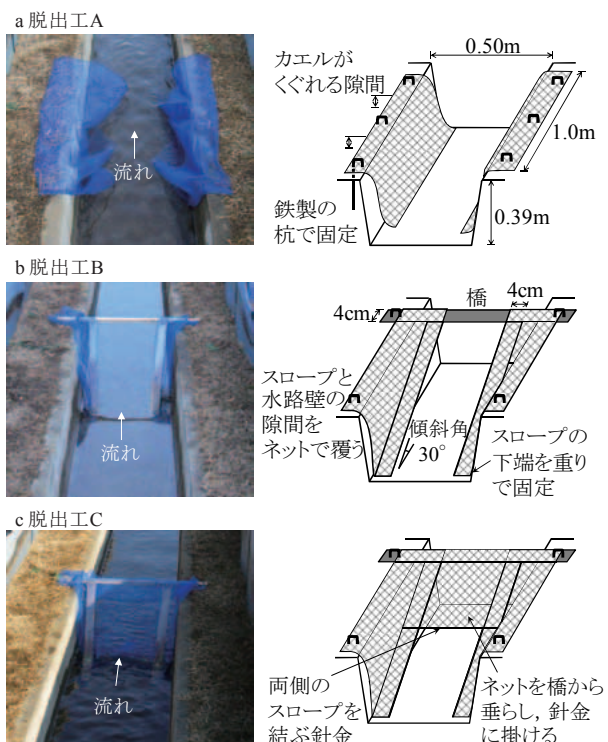 a 脱出工A
カエルが
くぐれる隙間
0.50m
1.0m
流れ
鉄製の
杭で固定
0.39m
b 脱出工B
橋
4cm
4cm
スロープと
水路壁の
隙間を
ネットで覆う
傾斜角
30°
スロープの
下端を重り
で固定
流れ
c 脱出工C
流れ
両側の
スロープを
結ぶ針金
ネットを橋から
垂らし，針金
に掛ける